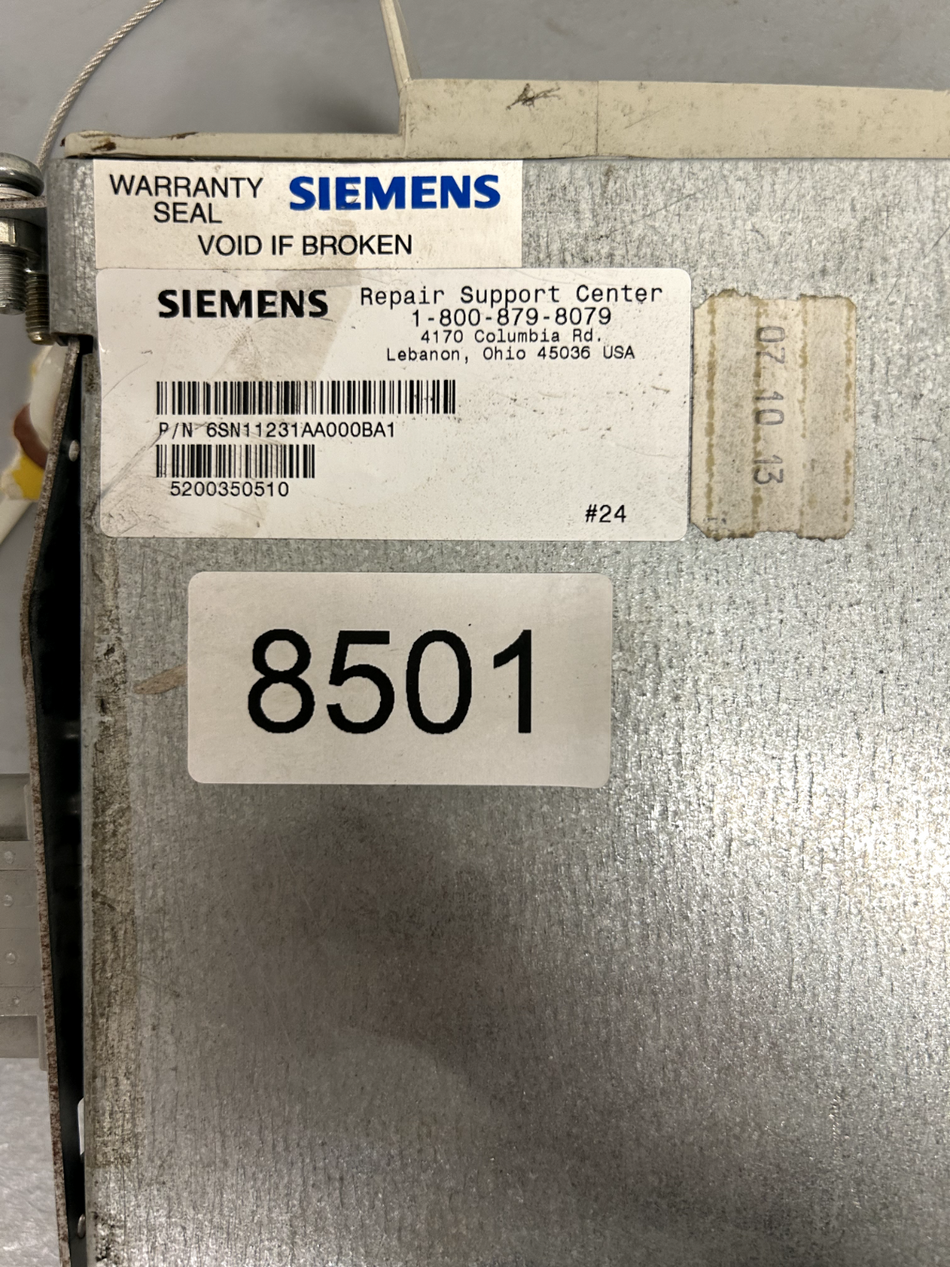 WARRANTY SEAL SIEMENS
VOID IF BROKEN
SIEMENS Repair Support Center
1-800-879-8079
4170 Columbia Rd.
Lebanon, Ohio 45036 USA
P/N 6SN11231AA000BA1
5200350510
#24
07.10.13
8501